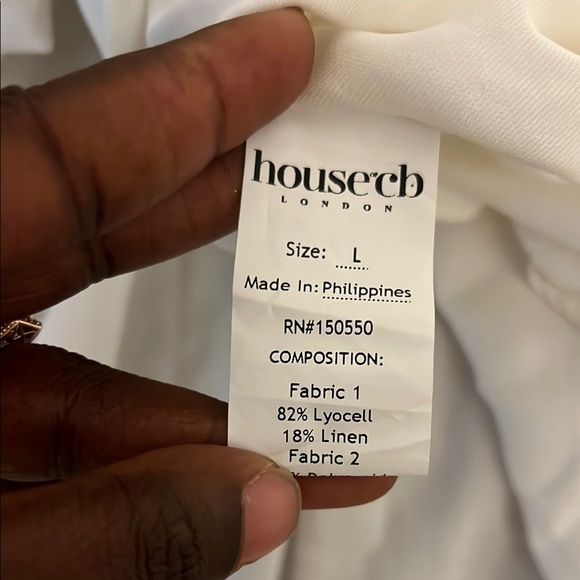 house of cb
LONDON
Size: L
Made In: Philippines
RN#150550
COMPOSITION:
Fabric 1
82% Lyocell
18% Linen
Fabric 2